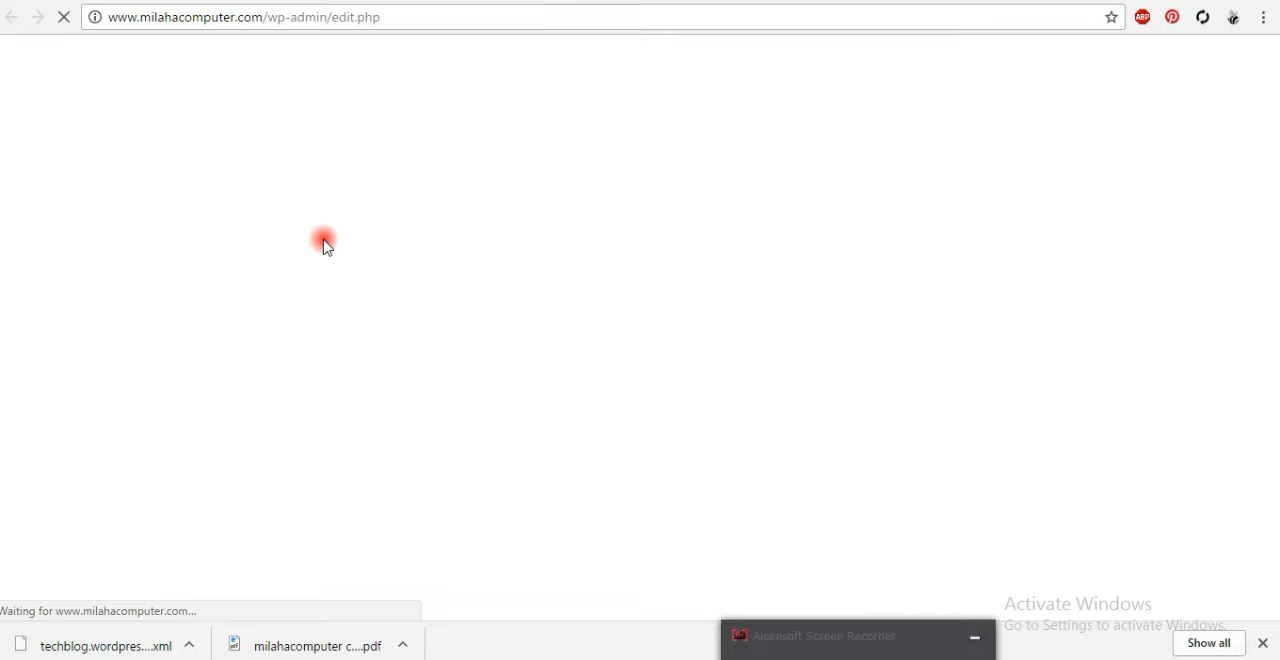 www.milahacomputer.com/wp-admin/edit.php
ABP
Waiting for www.milahacomputer.com...
Activate Windows
Go to Settings to activate Windows.
techblog.wordpres....xml
milahacomputer c....pdf
Aiseesoft Screen Recorder
Show all